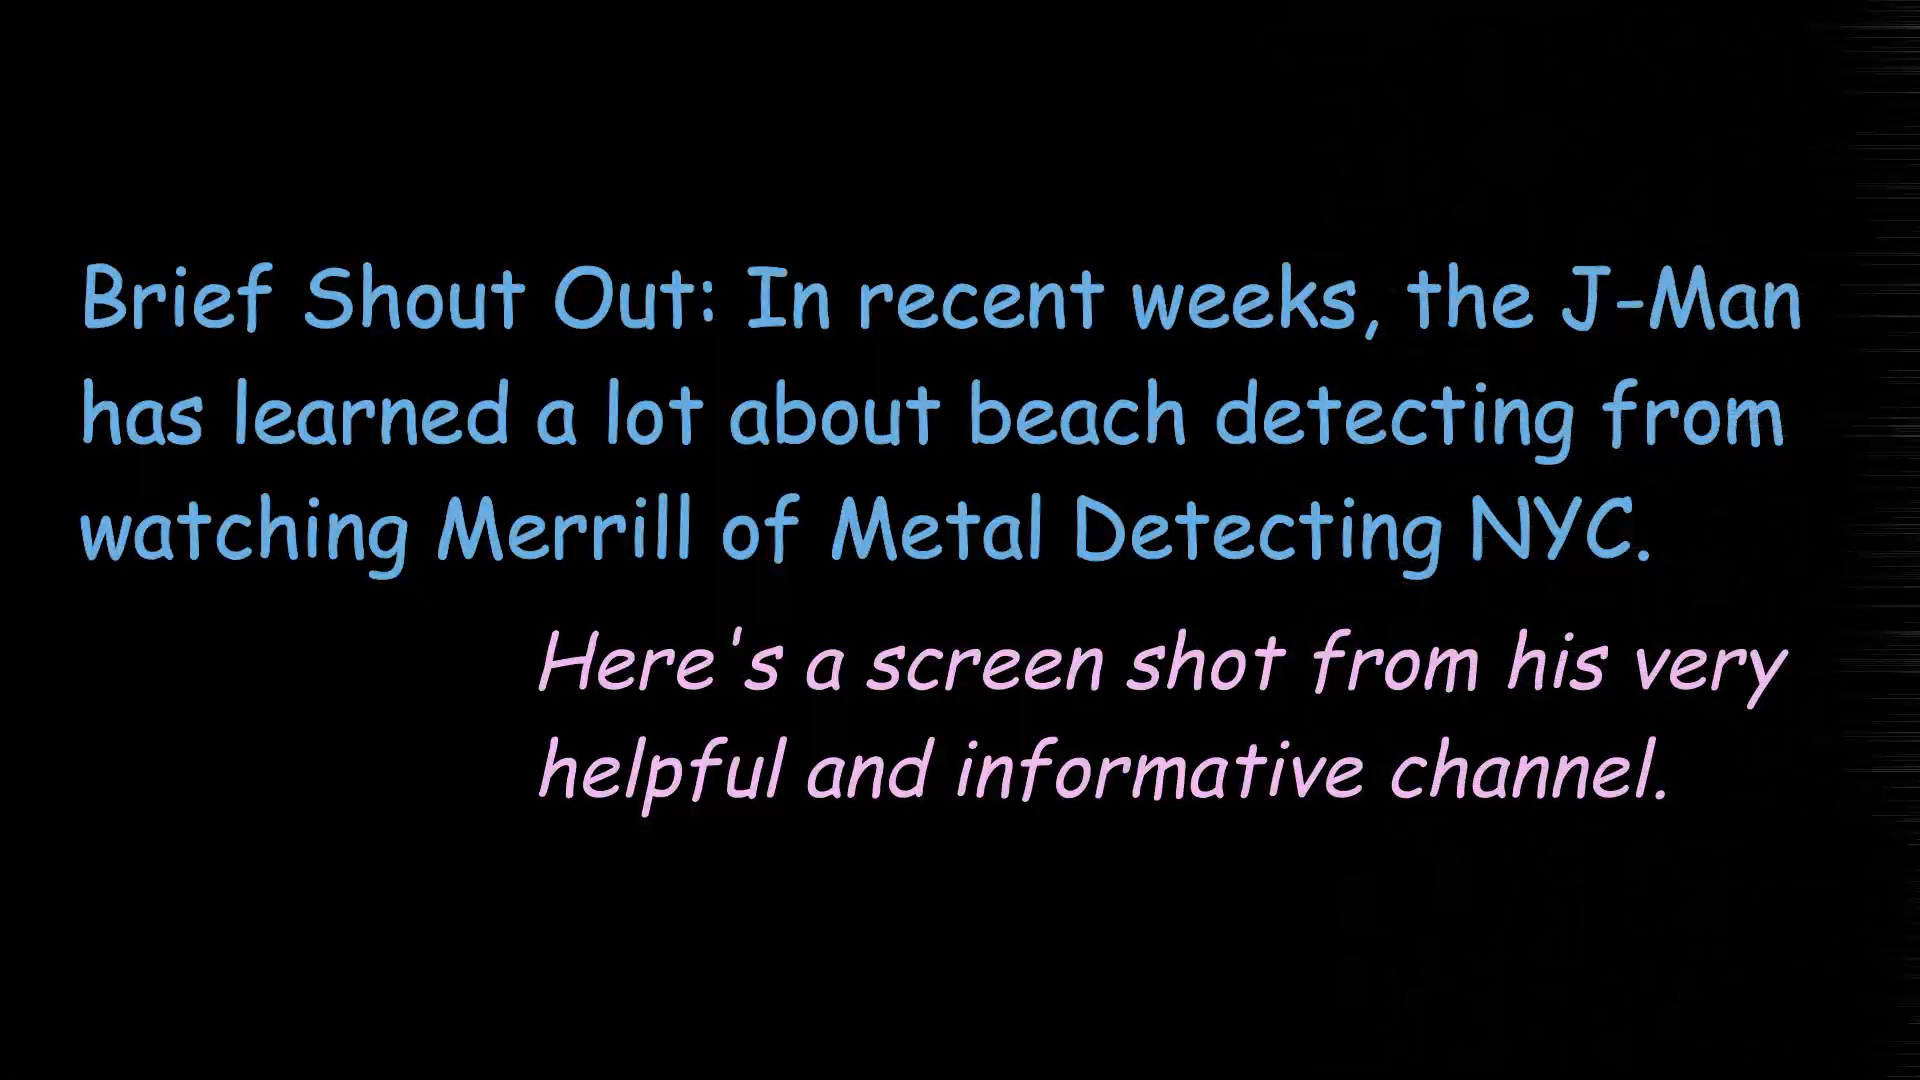 Brief Shout Out: In recent weeks, the J-Man
has learned a lot about beach detecting from
watching Merrill of Metal Detecting NYC.
Here's a screen shot from his very
helpful and informative channel.